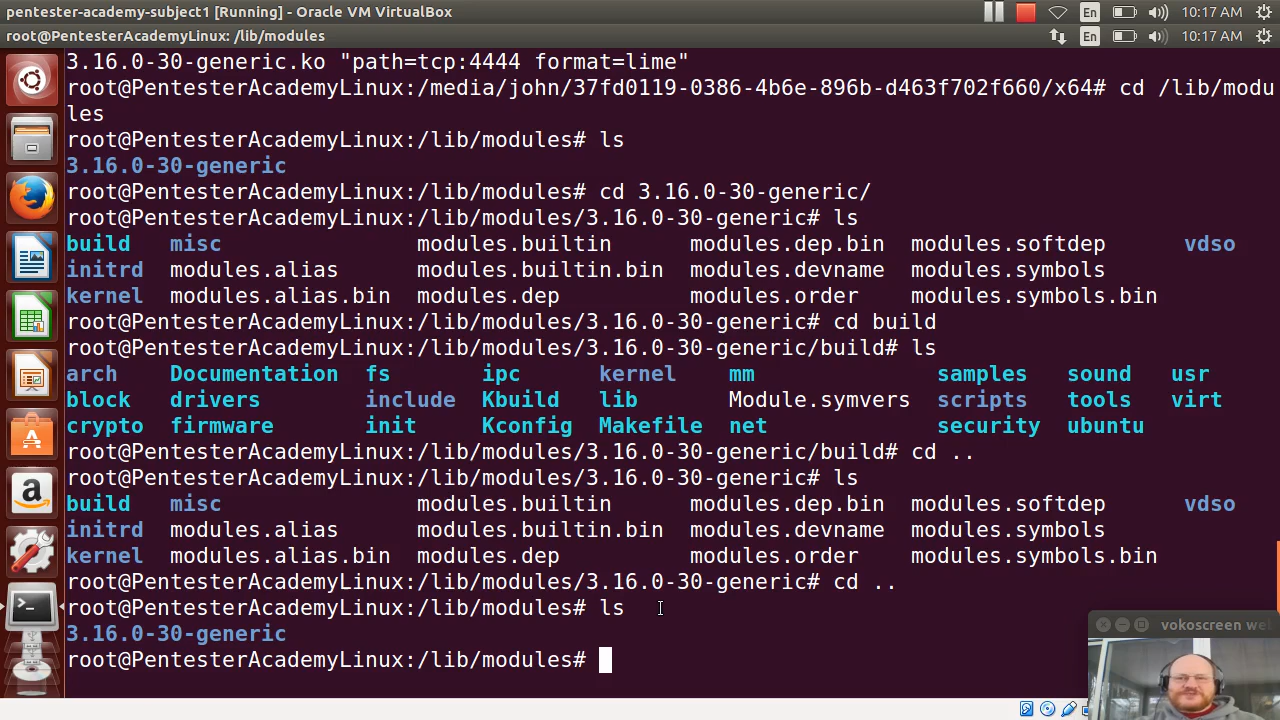 pentester-academy-subject1 [Running] - Oracle VM VirtualBox En 10:17 AM
root@PentesterAcademyLinux: /lib/modules En 10:17 AM
3.16.0-30-generic.ko "path=tcp:4444 format=lime"
root@PentesterAcademyLinux:/media/john/37fd0119-0386-4b6e-896b-d463f702f660/x64# cd /lib/modu
les
root@PentesterAcademyLinux:/lib/modules# ls
3.16.0-30-generic
root@PentesterAcademyLinux:/lib/modules# cd 3.16.0-30-generic/
root@PentesterAcademyLinux:/lib/modules/3.16.0-30-generic# ls
build misc modules.builtin modules.dep.bin modules.softdep vdso
initrd modules.alias modules.builtin.bin modules.devname modules.symbols
kernel modules.alias.bin modules.dep modules.order modules.symbols.bin
root@PentesterAcademyLinux:/lib/modules/3.16.0-30-generic# cd build
root@PentesterAcademyLinux:/lib/modules/3.16.0-30-generic/build# ls
arch Documentation fs ipc kernel mm samples sound usr
block drivers include Kbuild lib Module.symvers scripts tools virt
crypto firmware init Kconfig Makefile net security ubuntu
root@PentesterAcademyLinux:/lib/modules/3.16.0-30-generic/build# cd ..
root@PentesterAcademyLinux:/lib/modules/3.16.0-30-generic# ls
build misc modules.builtin modules.dep.bin modules.softdep vdso
initrd modules.alias modules.builtin.bin modules.devname modules.symbols
kernel modules.alias.bin modules.dep modules.order modules.symbols.bin
root@PentesterAcademyLinux:/lib/modules/3.16.0-30-generic# cd ..
root@PentesterAcademyLinux:/lib/modules# ls
3.16.0-30-generic
root@PentesterAcademyLinux:/lib/modules#
vokoscreen we